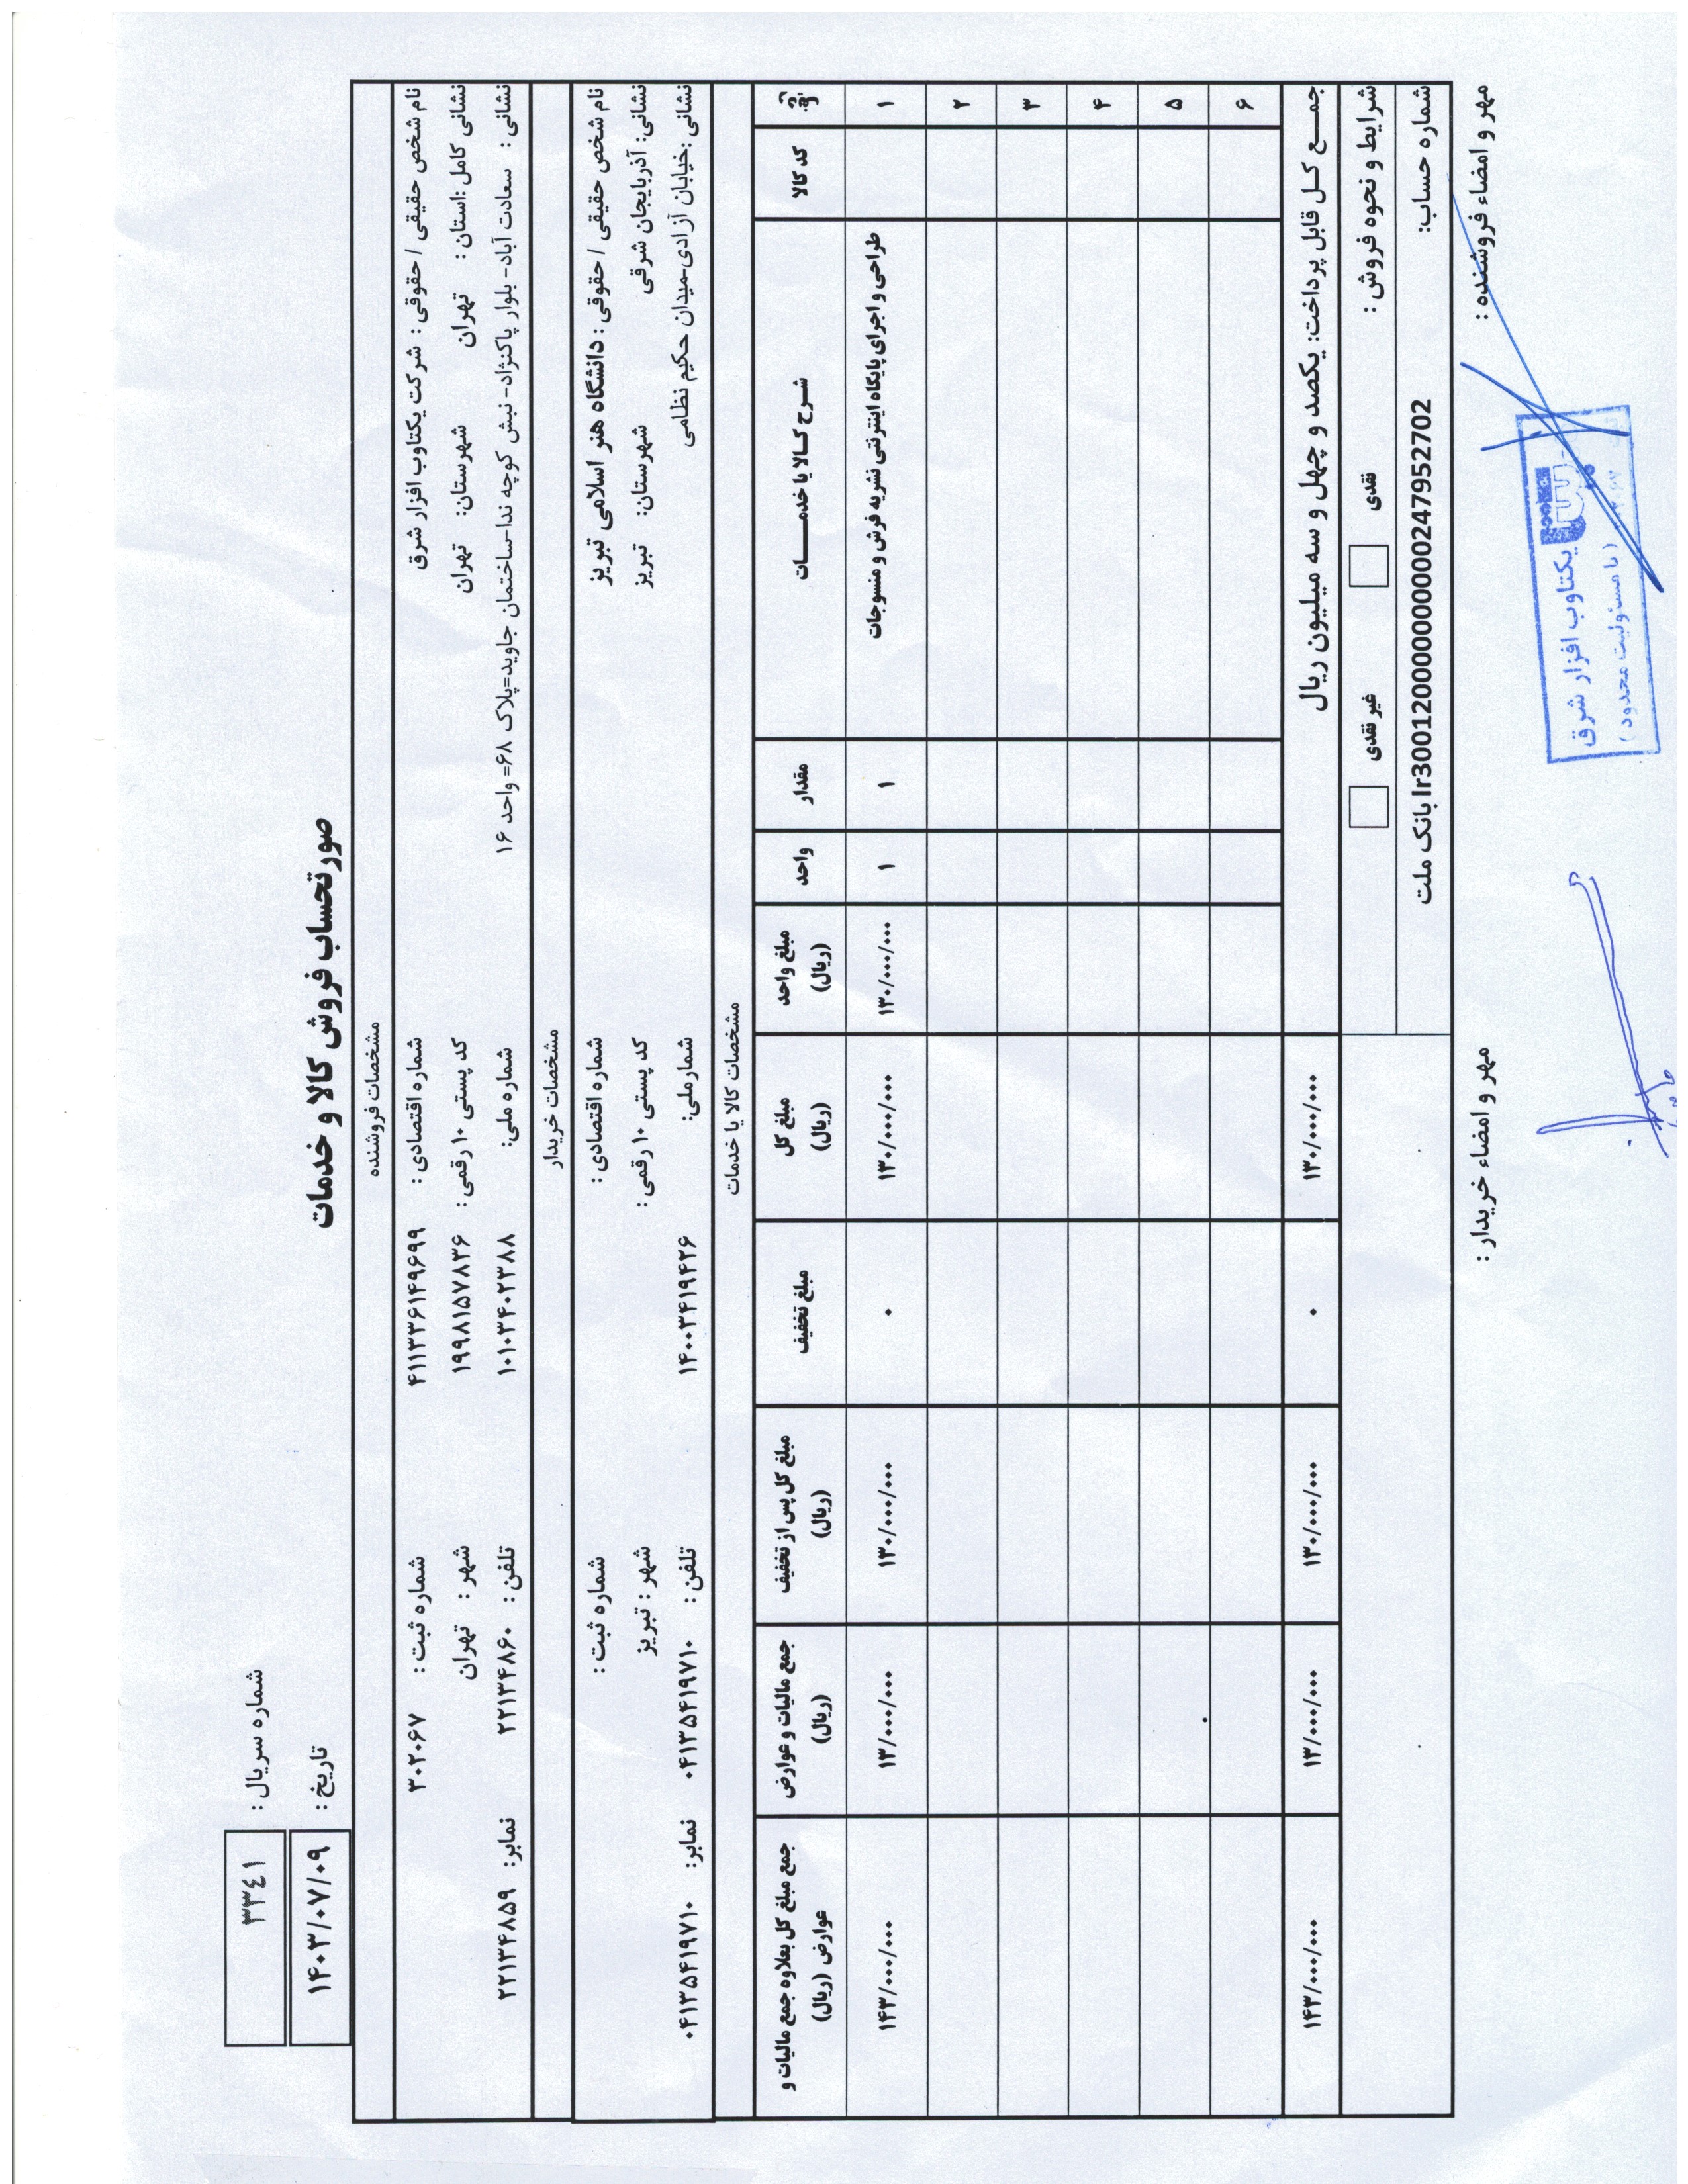 شماره سریال : ٣٣٤١
صورتحساب فروش کالا و خدمات
تاریخ : ۱۴۰۳/۰۷/۰۹
مشخصات فروشنده
نام شخص حقیقی / حقوقی : شرکت یکتاوب افزار شرق شماره اقتصادی : ۴۱۱۳۳۶۱۴۹۶۹۹ شماره ثبت : ۳۰۲۰۶۷
نشانی کامل :استان : تهران شهرستان: تهران کد پستی ۱۰ رقمی : ۱۹۹۸۱۵۷۸۳۶ شهر : تهران
نشانی : سعادت آباد- بلوار پاکنژاد- نبش کوچه ندا-ساختمان جاوید=پلاک ۶۸= واحد ۱۶ شماره ملی: ۱۰۱۰۳۴۰۲۳۸۸ تلفن : ۲۲۱۳۴۸۶۰ نمابر: ۲۲۱۳۴۸۵۹
مشخصات خریدار
نام شخص حقیقی / حقوقی : دانشگاه هنر اسلامی تبریز شماره اقتصادی : شماره ثبت :
نشانی: آذربایجان شرقی شهرستان: تبریز کد پستی ۱۰ رقمی : شهر : تبریز
نشانی :خیابان آزادی-میدان حکیم نظامی شمارملی: ۱۴۰۰۳۴۱۹۴۲۶ تلفن : ۰۴۱۳۵۴۱۹۷۱۰ نمابر: ۰۴۱۳۵۴۱۹۷۱۰
مشخصات کالا یا خدمات
ردیف کد کالا شرح کالا یا خدمات مقدار واحد مبلغ واحد (ریال) مبلغ کل (ریال) مبلغ تخفیف مبلغ کل پس از تخفیف (ریال) جمع مالیات و عوارض (ریال) جمع مبلغ کل بعلاوه جمع مالیات و عوارض (ریال)
۱ طراحی و اجرای پایگاه اینترنتی نشریه فرش و منسوجات ۱ ۱ ۱۳۰/۰۰۰/۰۰۰ ۱۳۰/۰۰۰/۰۰۰ ۰ ۱۳۰/۰۰۰/۰۰۰ ۱۳/۰۰۰/۰۰۰ ۱۴۳/۰۰۰/۰۰۰
۲
۳
۴
۵
۶
جمع کل قابل پرداخت: یکصد و چهل و سه میلیون ریال ۱۳۰/۰۰۰/۰۰۰ ۰ ۱۳۰/۰۰۰/۰۰۰ ۱۳/۰۰۰/۰۰۰ ۱۴۳/۰۰۰/۰۰۰
شرایط و نحوه فروش : نقدی غیر نقدی
شماره حساب: Ir30012000000000247952702 بانک ملت
مهر و امضاء فروشنده : مهر و امضاء خریدار :
یکتاوب افزار شرق
(با مسئولیت محدود)